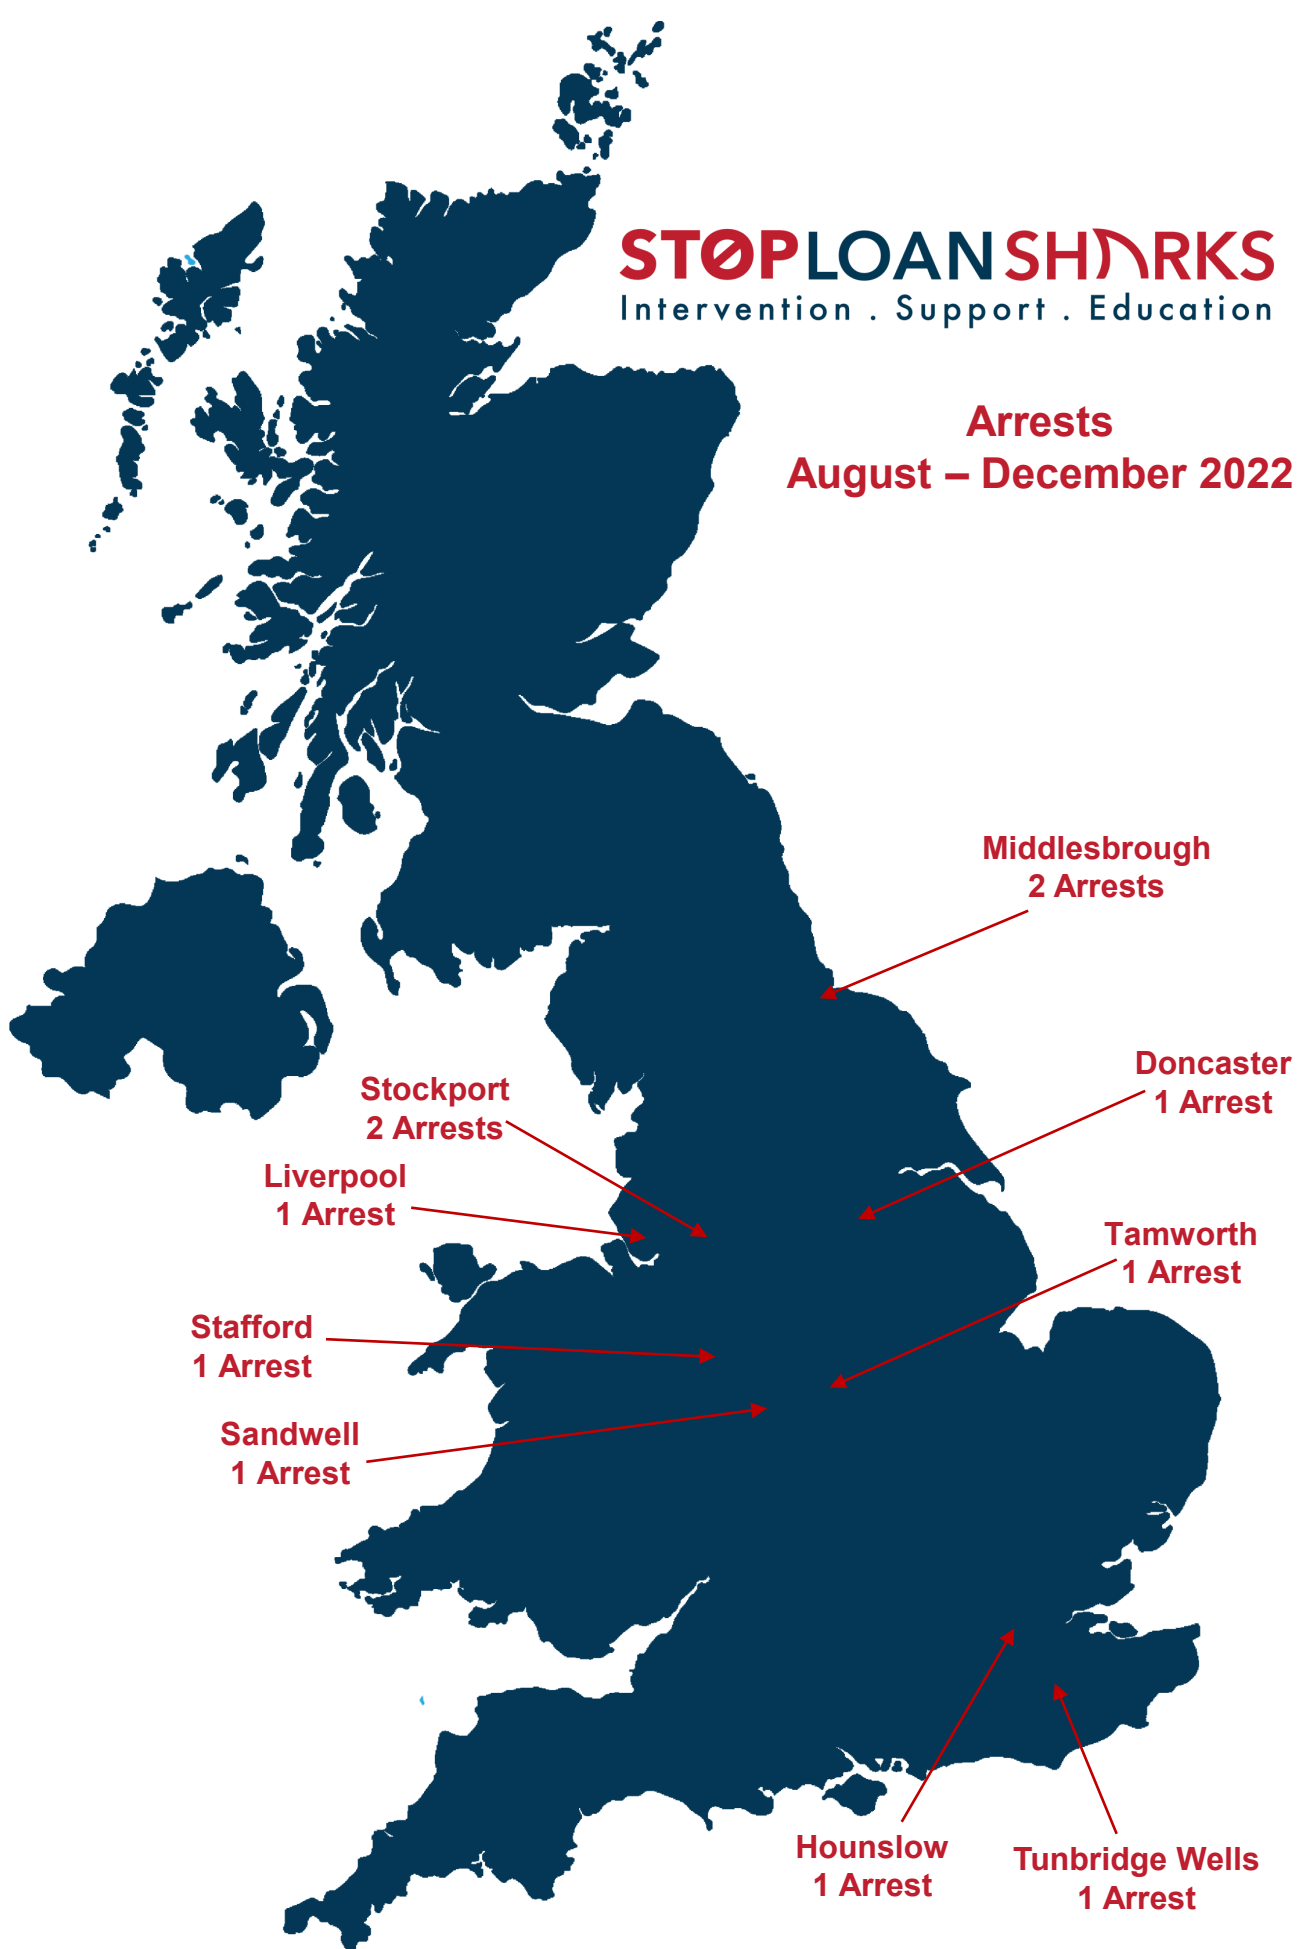 STOPLOANSHARKS
Intervention . Support . Education
Arrests
August – December 2022
Middlesbrough
2 Arrests
Doncaster
1 Arrest
Stockport
2 Arrests
Liverpool
1 Arrest
Tamworth
1 Arrest
Stafford
1 Arrest
Sandwell
1 Arrest
Hounslow
1 Arrest
Tunbridge Wells
1 Arrest